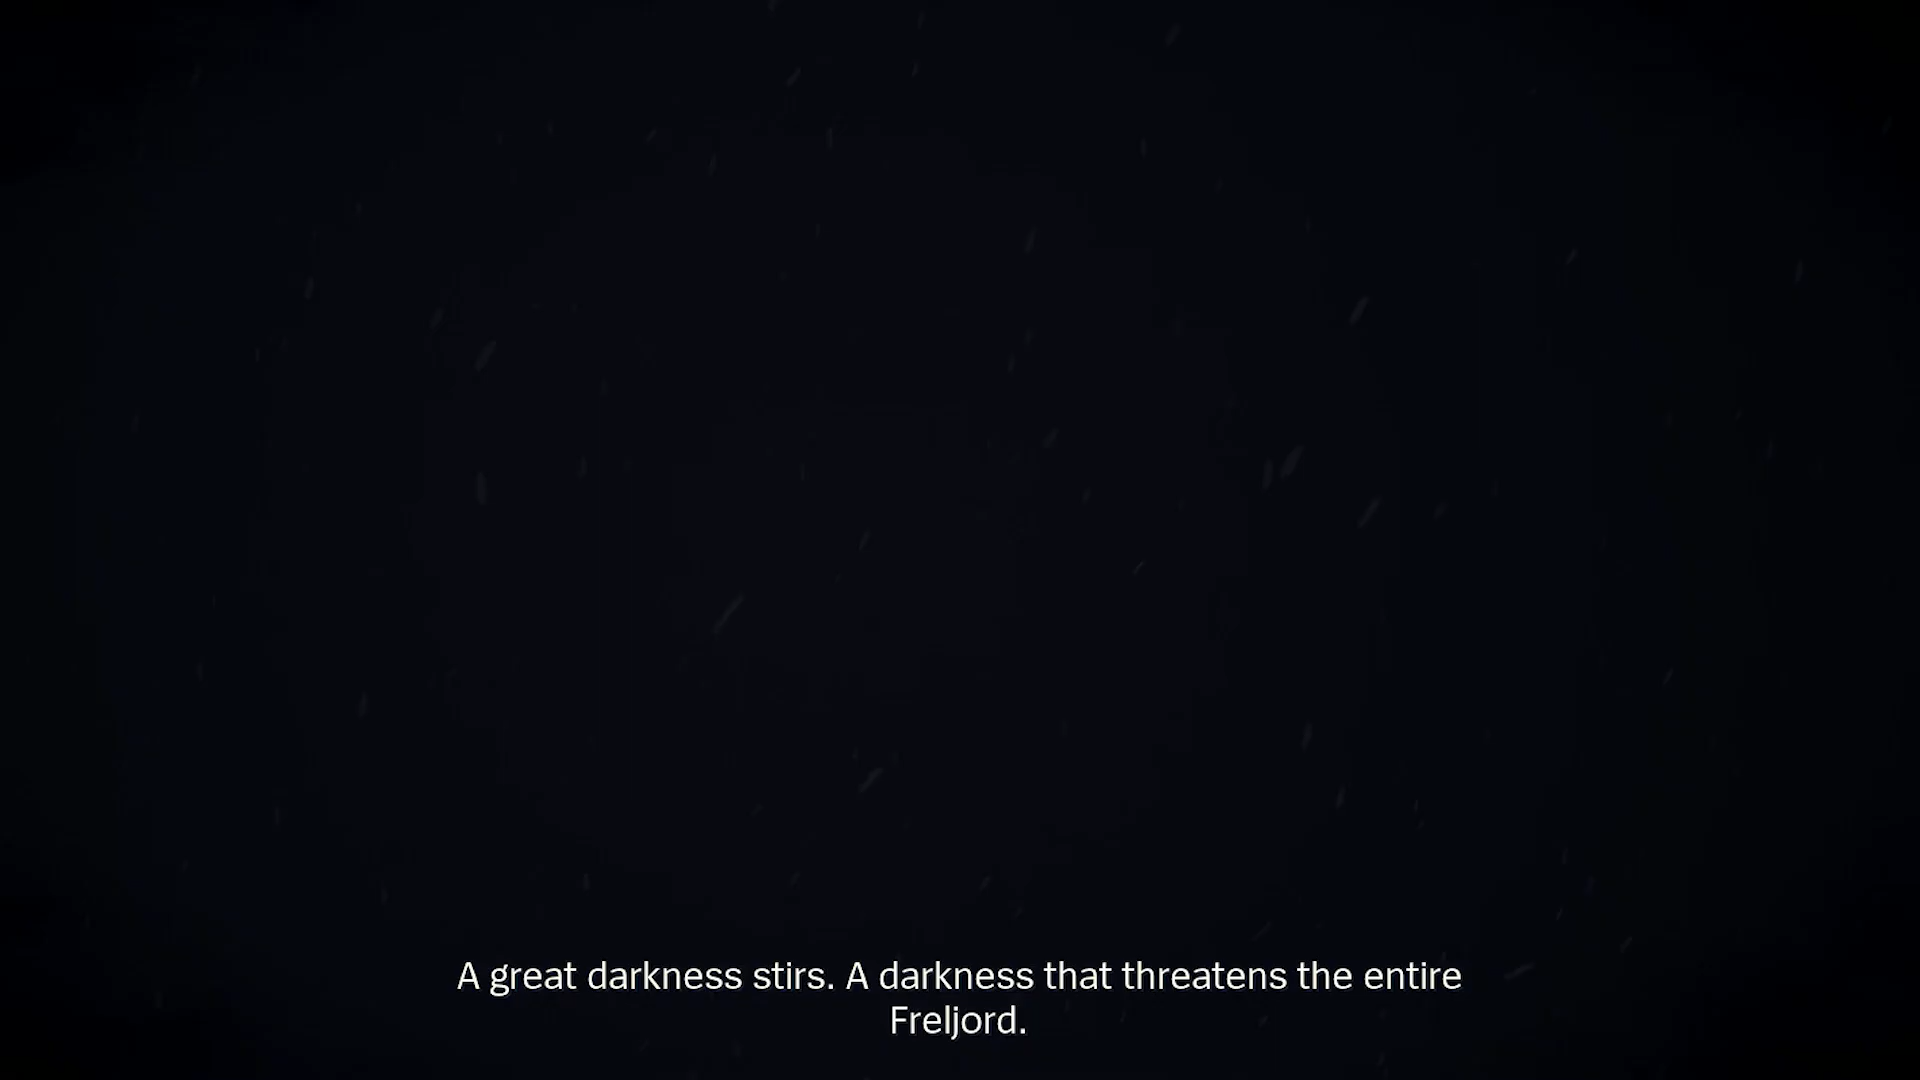 A great darkness stirs. A darkness that threatens the entire
Freljord.